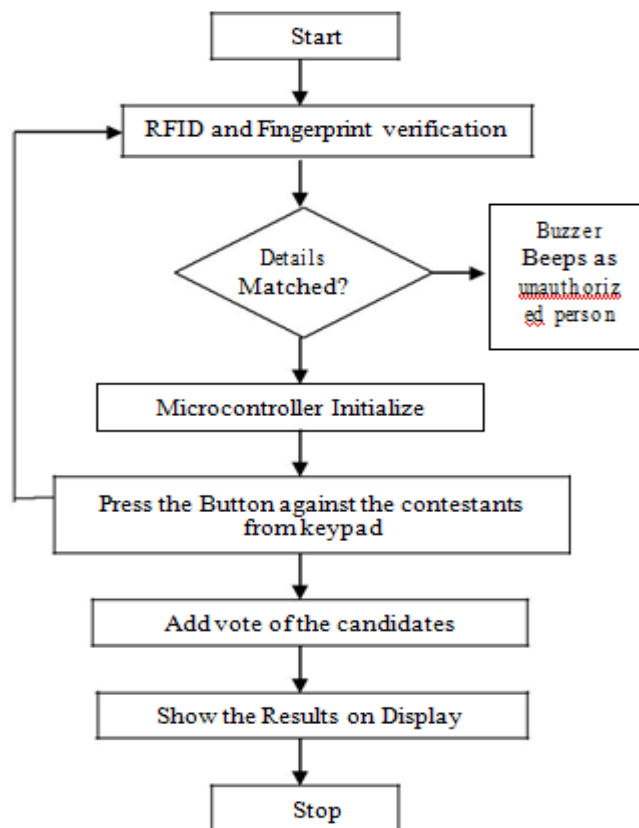 Start
RFID and Fingerprint verification
Details
Matched?
Buzzer
Beeps as
unauthoriz
ed person
Microcontroller Initialize
Press the Button against the contestants
from keypad
Add vote of the candidates
Show the Results on Display
Stop